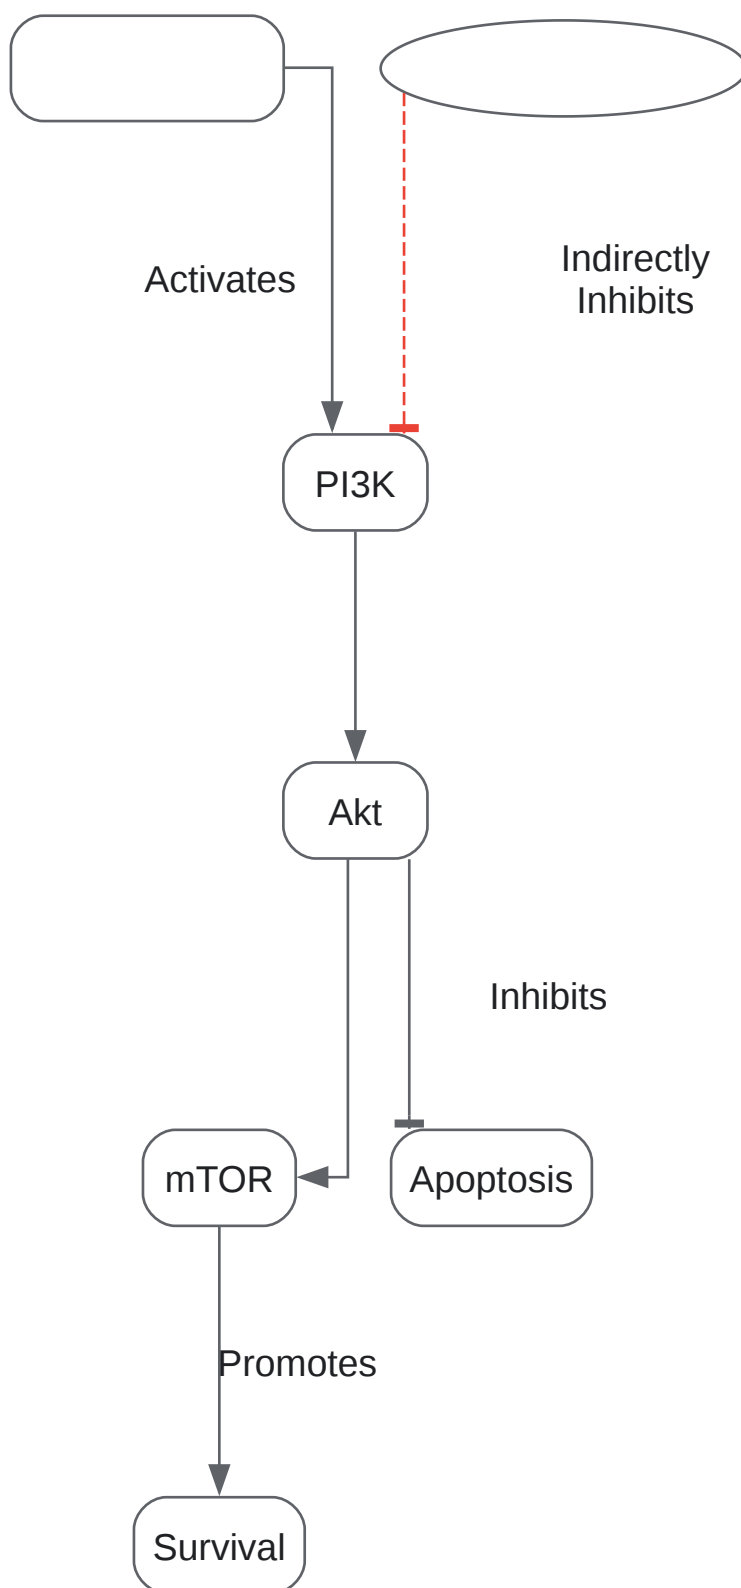 Activates
Indirectly
Inhibits
PI3K
Akt
Inhibits
mTOR
Apoptosis
Promotes
Survival